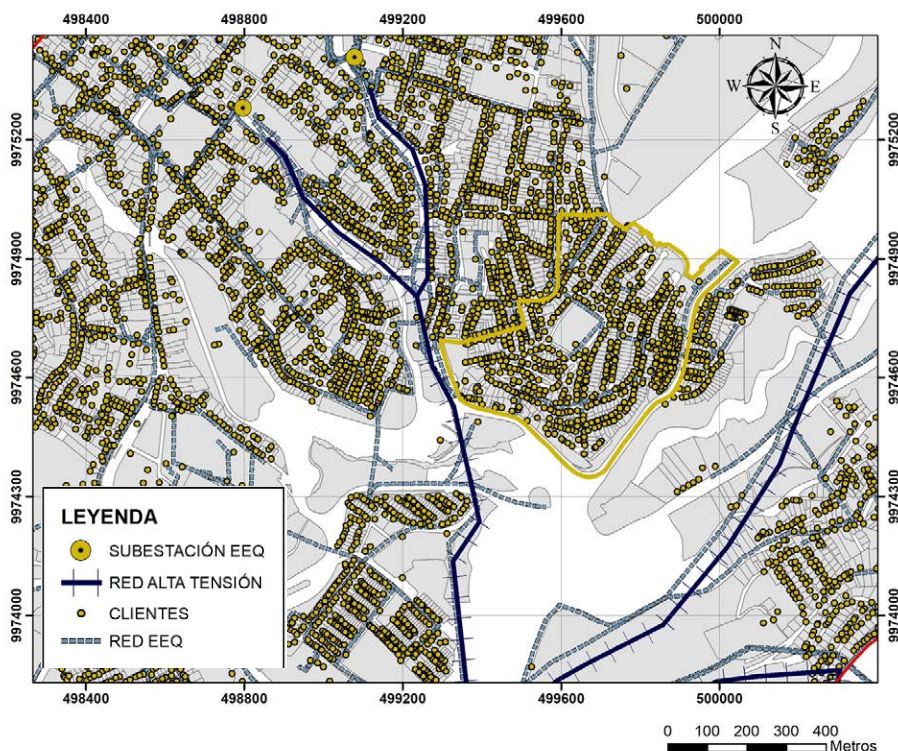 498400 498800 499200 499600 500000
N
W E
S
9975200 9975200
9974900 9974900
9974600 9974600
9974300 9974300
9974000 9974000
LEYENDA
SUBESTACIÓN EEQ
RED ALTA TENSIÓN
CLIENTES
RED EEQ
498400 498800 499200 499600 500000
0 100 200 300 400
Metros